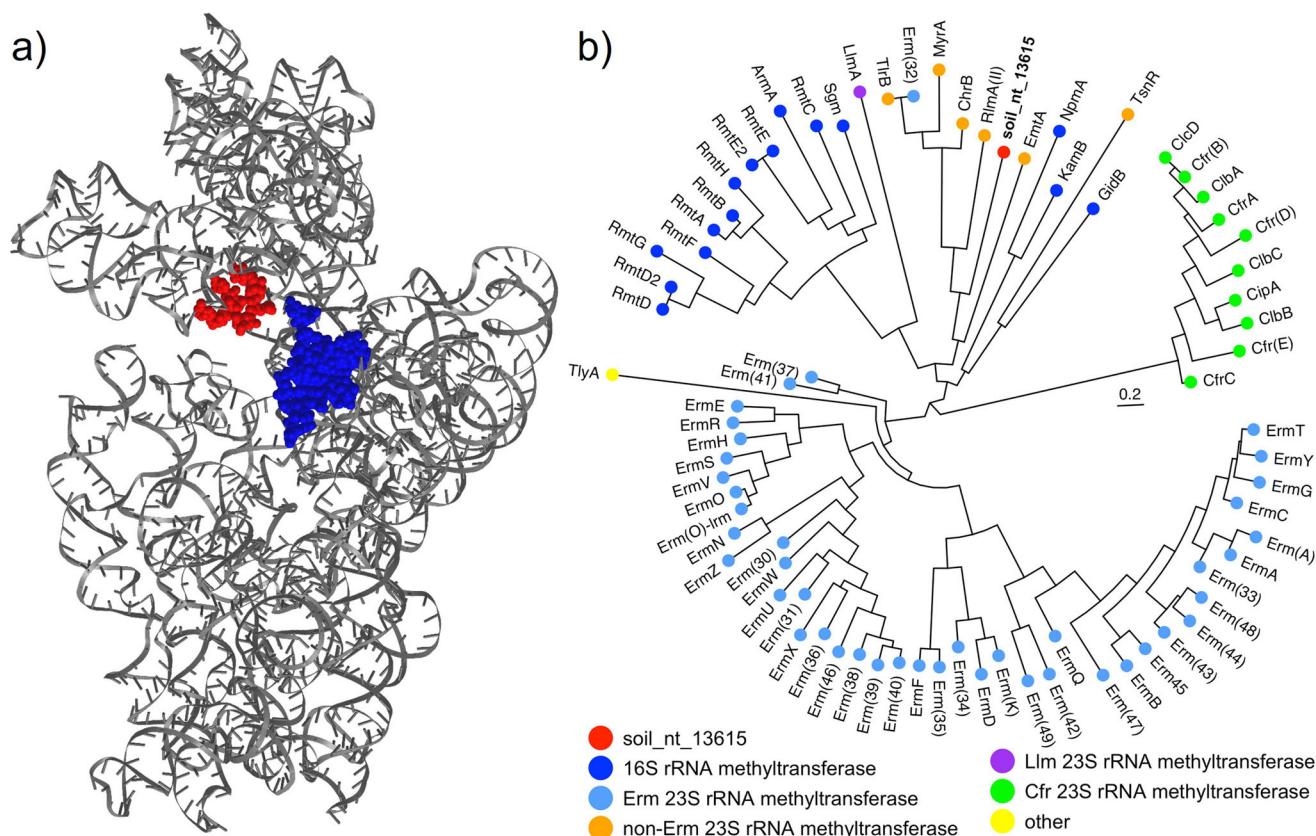 a)
b)
ArmA
RmtC
Sgm
LlmA
TlrB
Erm(32)
MyrA
ChrB
RlmA(II)
soil_nt_13615
EmtA
NpmA
KamB
GidB
TsnR
RmtE
RmtE2
RmtH
RmtB
RmtA
RmtF
RmtG
RmtD2
RmtD
ClcD
Cfr(B)
ClbA
CfrA
Cfr(D)
ClbC
CipA
ClbB
Cfr(E)
CfrC
0.2
TlyA
Erm(37)
Erm(41)
ErmE
ErmR
ErmH
ErmS
ErmV
ErmO
Erm(O)-lrm
ErmN
ErmZ
Erm(30)
ErmW
ErmU
Erm(31)
ErmX
Erm(36)
Erm(46)
Erm(38)
Erm(39)
Erm(40)
ErmF
Erm(35)
Erm(34)
ErmD
Erm(K)
Erm(49)
Erm(42)
ErmQ
Erm(47)
ErmB
Erm45
Erm(43)
Erm(44)
Erm(48)
Erm(33)
ErmA
Erm(A)
ErmC
ErmG
ErmY
ErmT
soil_nt_13615
16S rRNA methyltransferase
Erm 23S rRNA methyltransferase
non-Erm 23S rRNA methyltransferase
Llm 23S rRNA methyltransferase
Cfr 23S rRNA methyltransferase
other